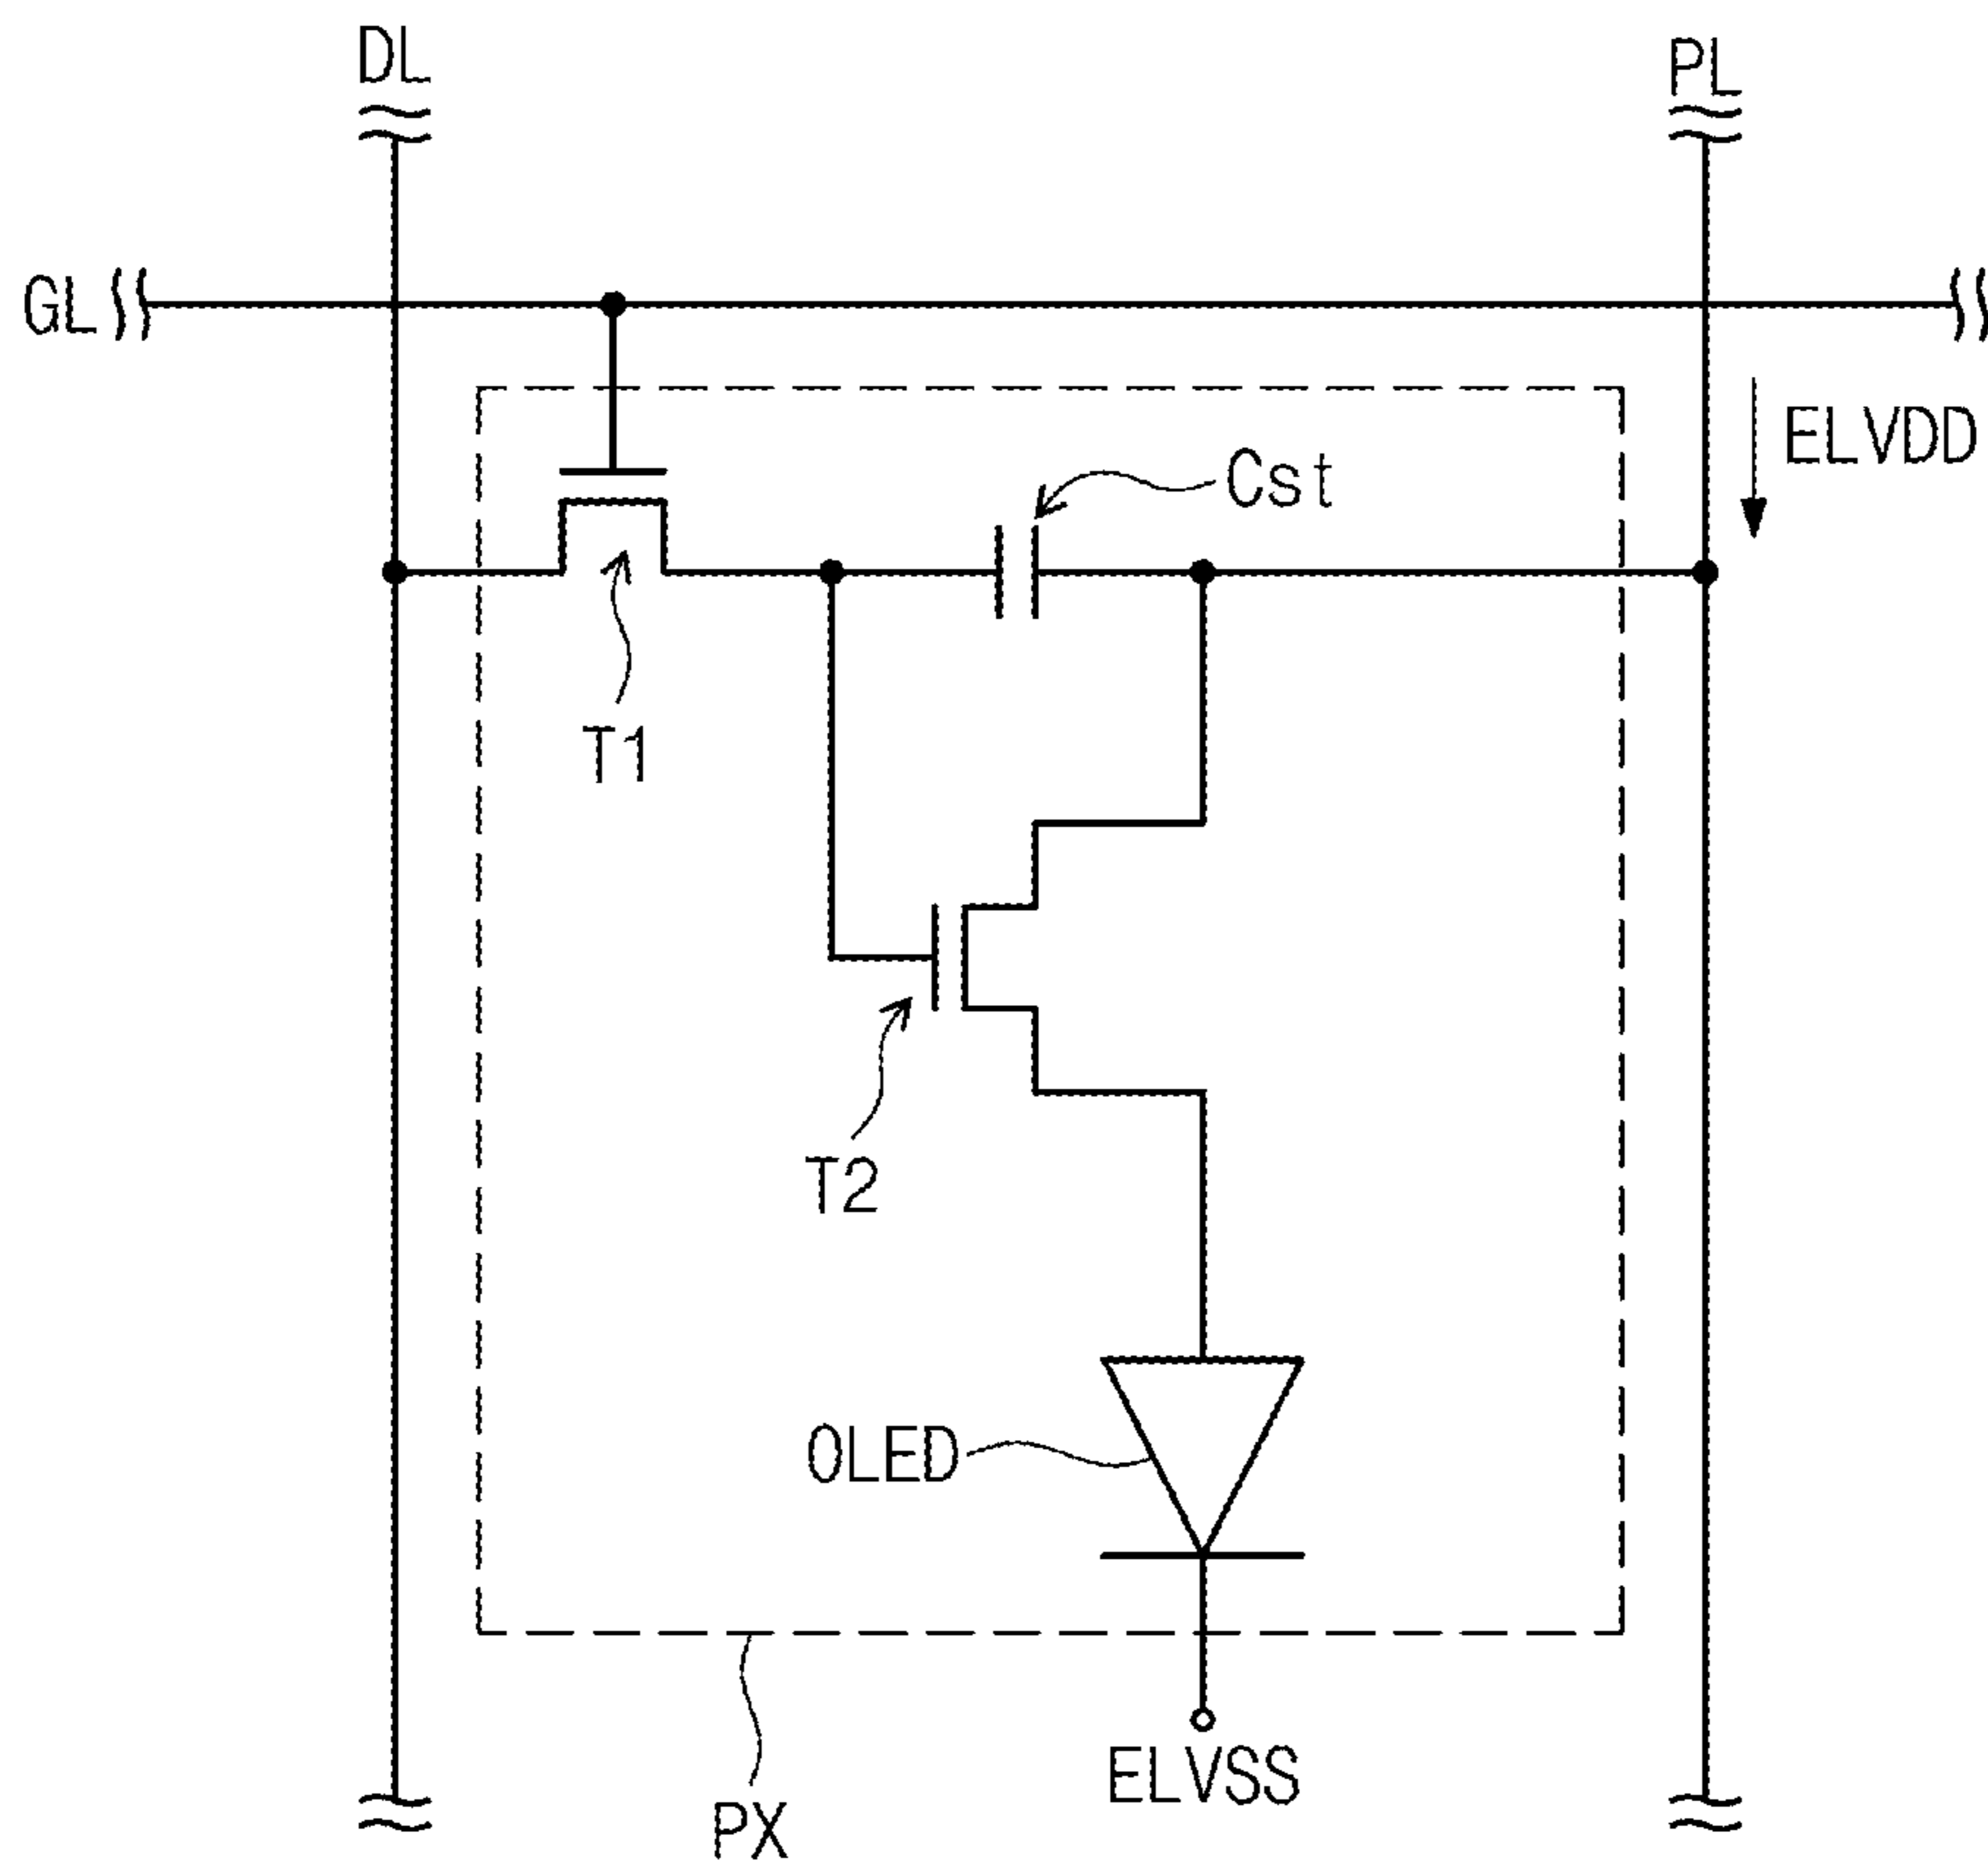 DL
PL
GL
ELVDD
Cst
T1
T2
OLED
ELVSS
PX